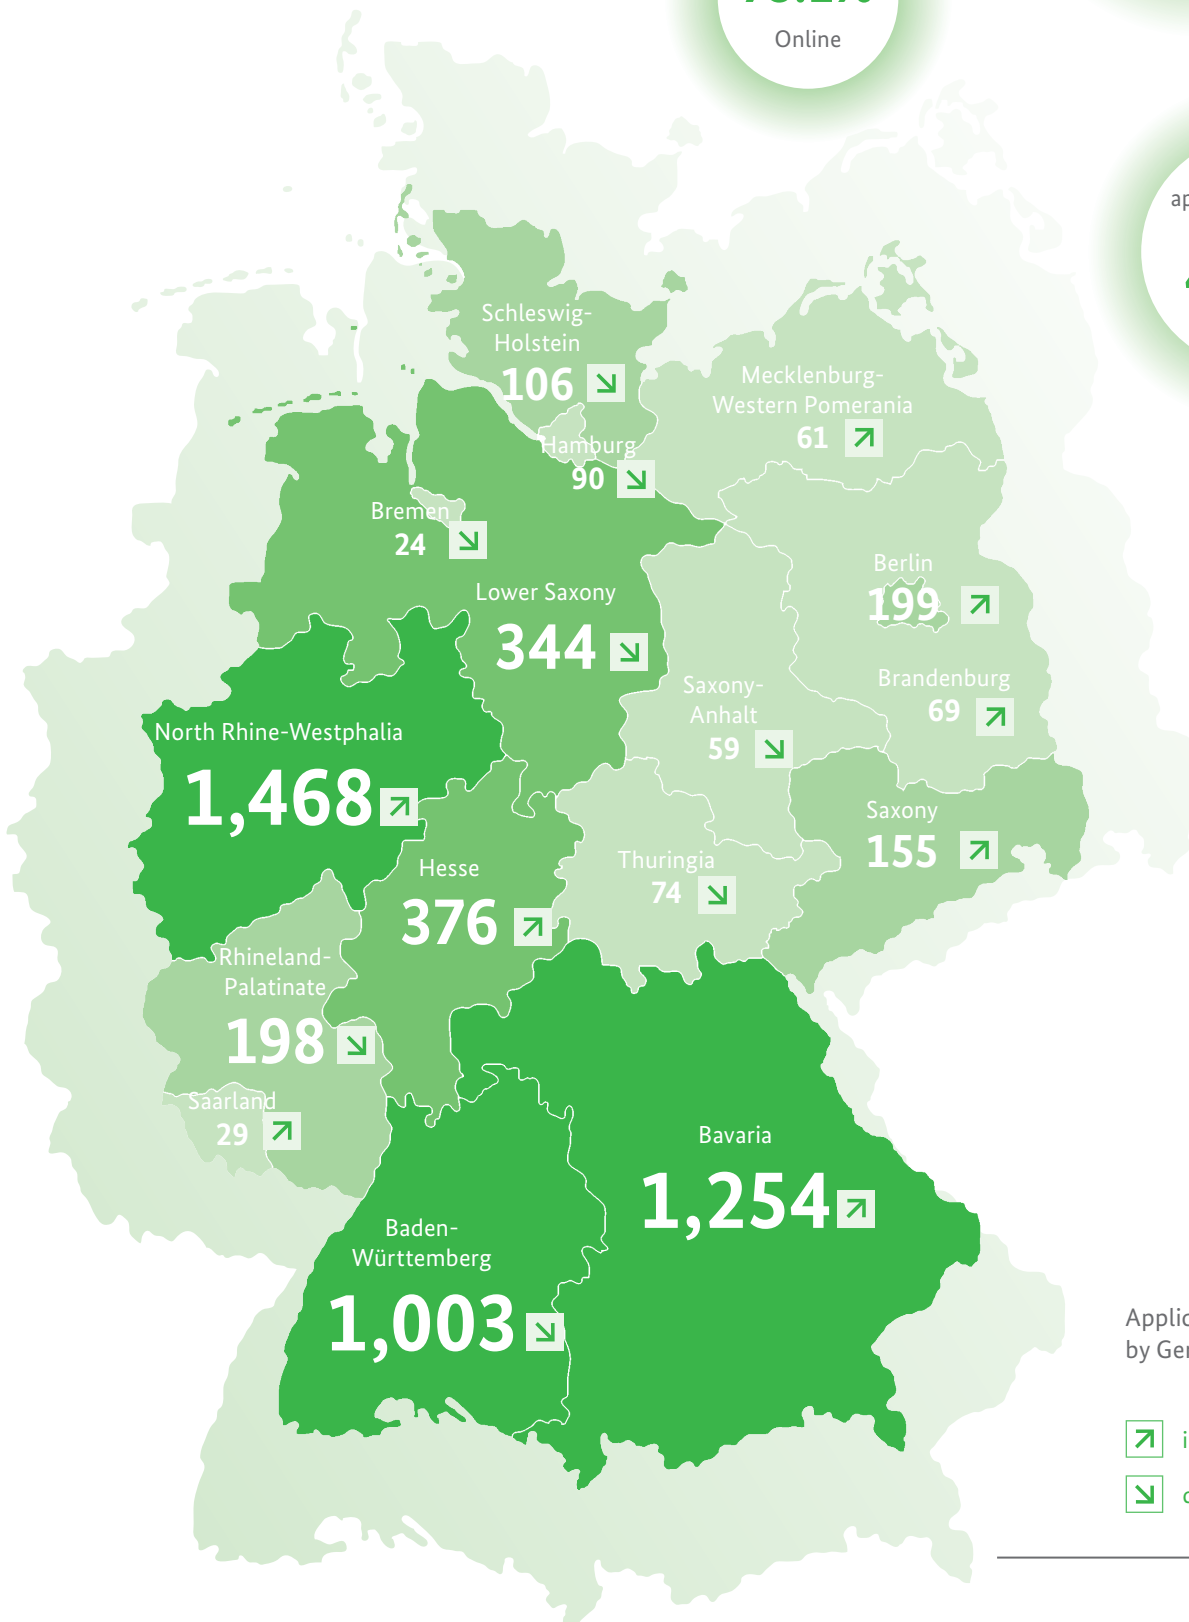 Online
Schleswig-
Holstein
106
Mecklenburg-
Western Pomerania
61
Hamburg
90
Bremen
24
Berlin
199
Lower Saxony
344
Brandenburg
69
Saxony-
Anhalt
59
North Rhine-Westphalia
1,468
Saxony
155
Hesse
376
Thuringia
74
Rhineland-
Palatinate
198
Saarland
29
Bavaria
1,254
Baden-
Württemberg
1,003
by